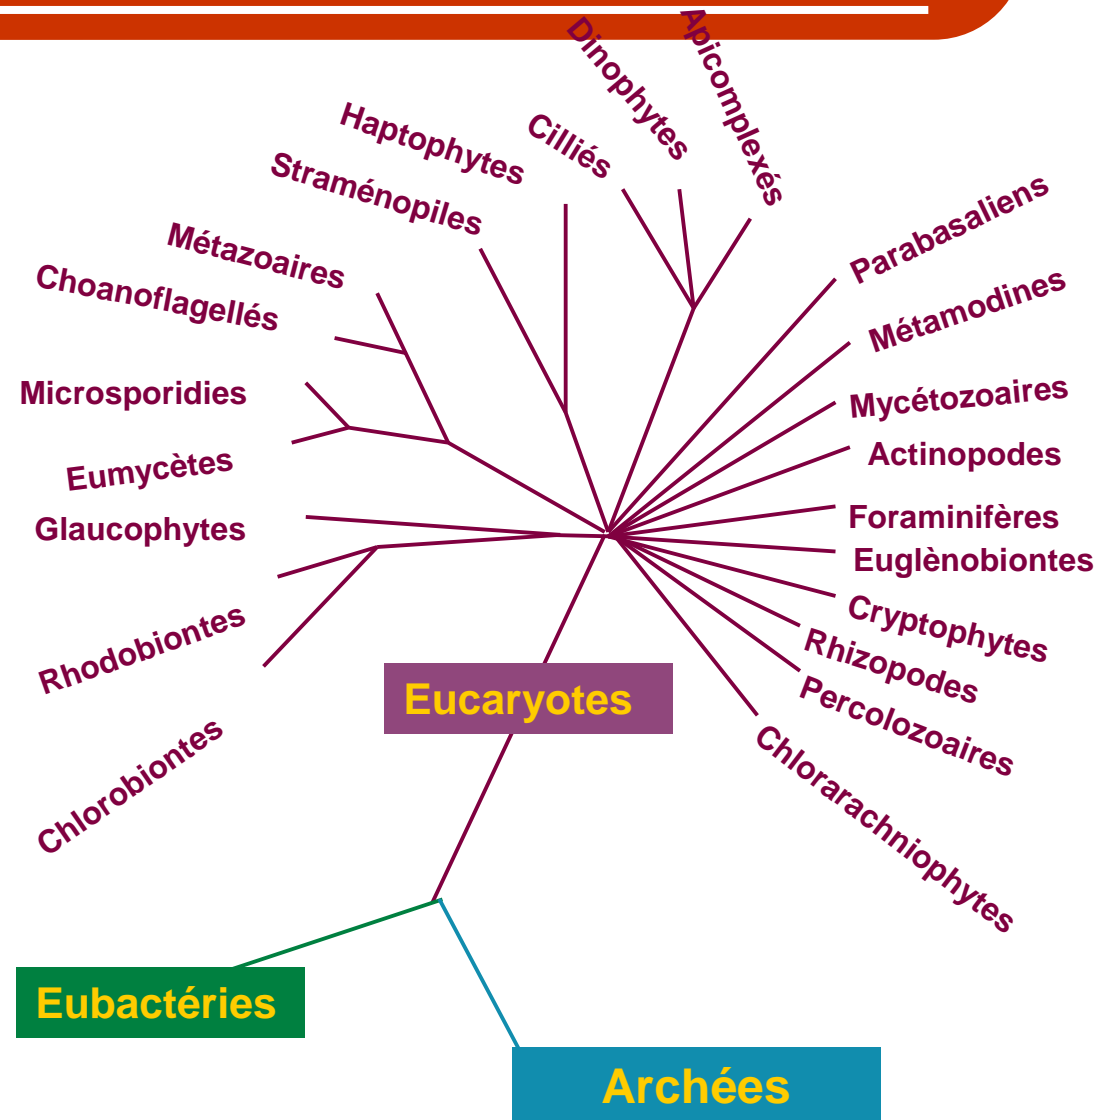 Apicomplexés
Dinophytes
Cilliés
Haptophytes
Straménopiles
Métazoaires
Choanoflagellés
Microsporidies
Eumycètes
Glaucophytes
Rhodobiontes
Chlorobiontes
Parabasaliens
Métamodines
Mycétozoaires
Actinopodes
Foraminifères
Euglènobiontes
Cryptophytes
Rhizopodes
Percolozoaires
Chlorarachniophytes
Eucaryotes
Eubactéries
Archées